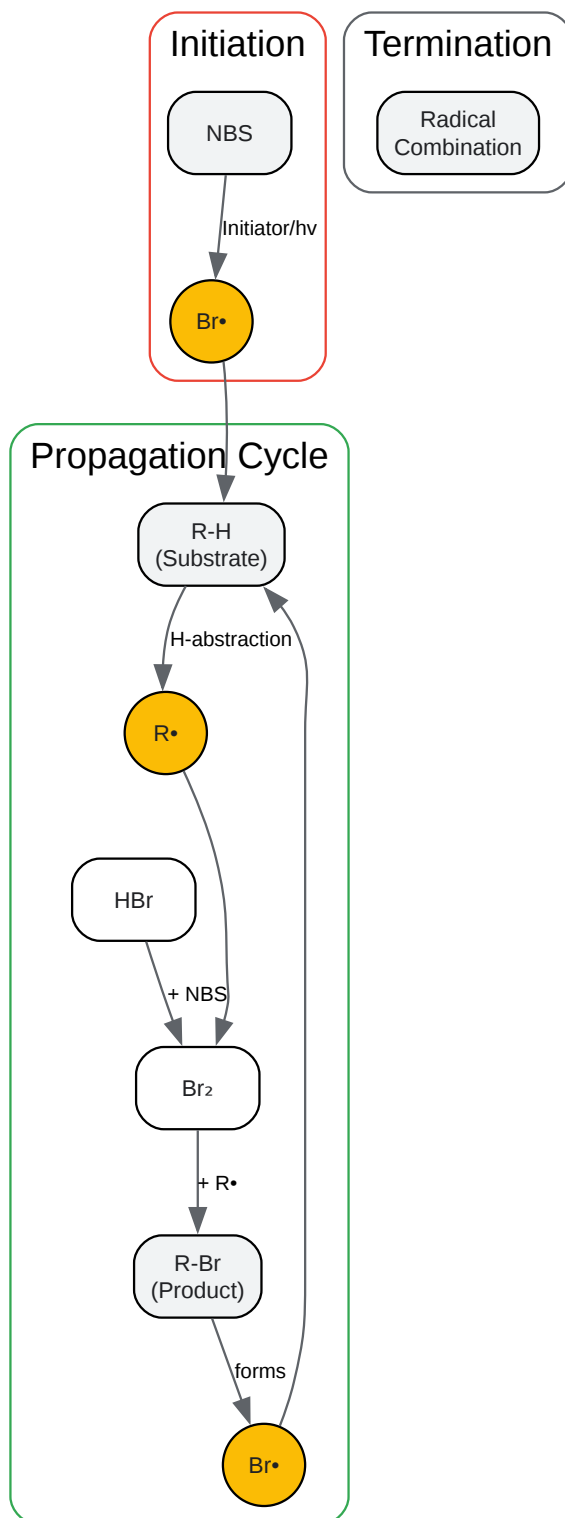 Initiation
Termination
NBS
Radical
Combination
Initiator/hv
Br•
Propagation Cycle
R-H
(Substrate)
H-abstraction
R•
HBr
+ NBS
Br₂
+ R•
R-Br
(Product)
forms
Br•